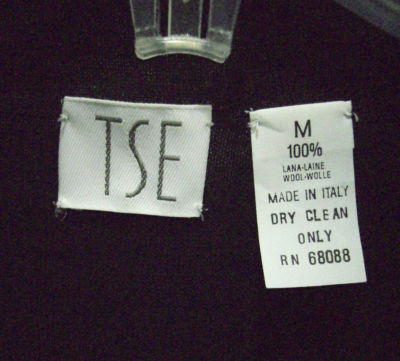 TSE
M
100%
LANA-LAINE
WOOL-WOLLE
MADE IN ITALY
DRY CLEAN
ONLY
RN 68088